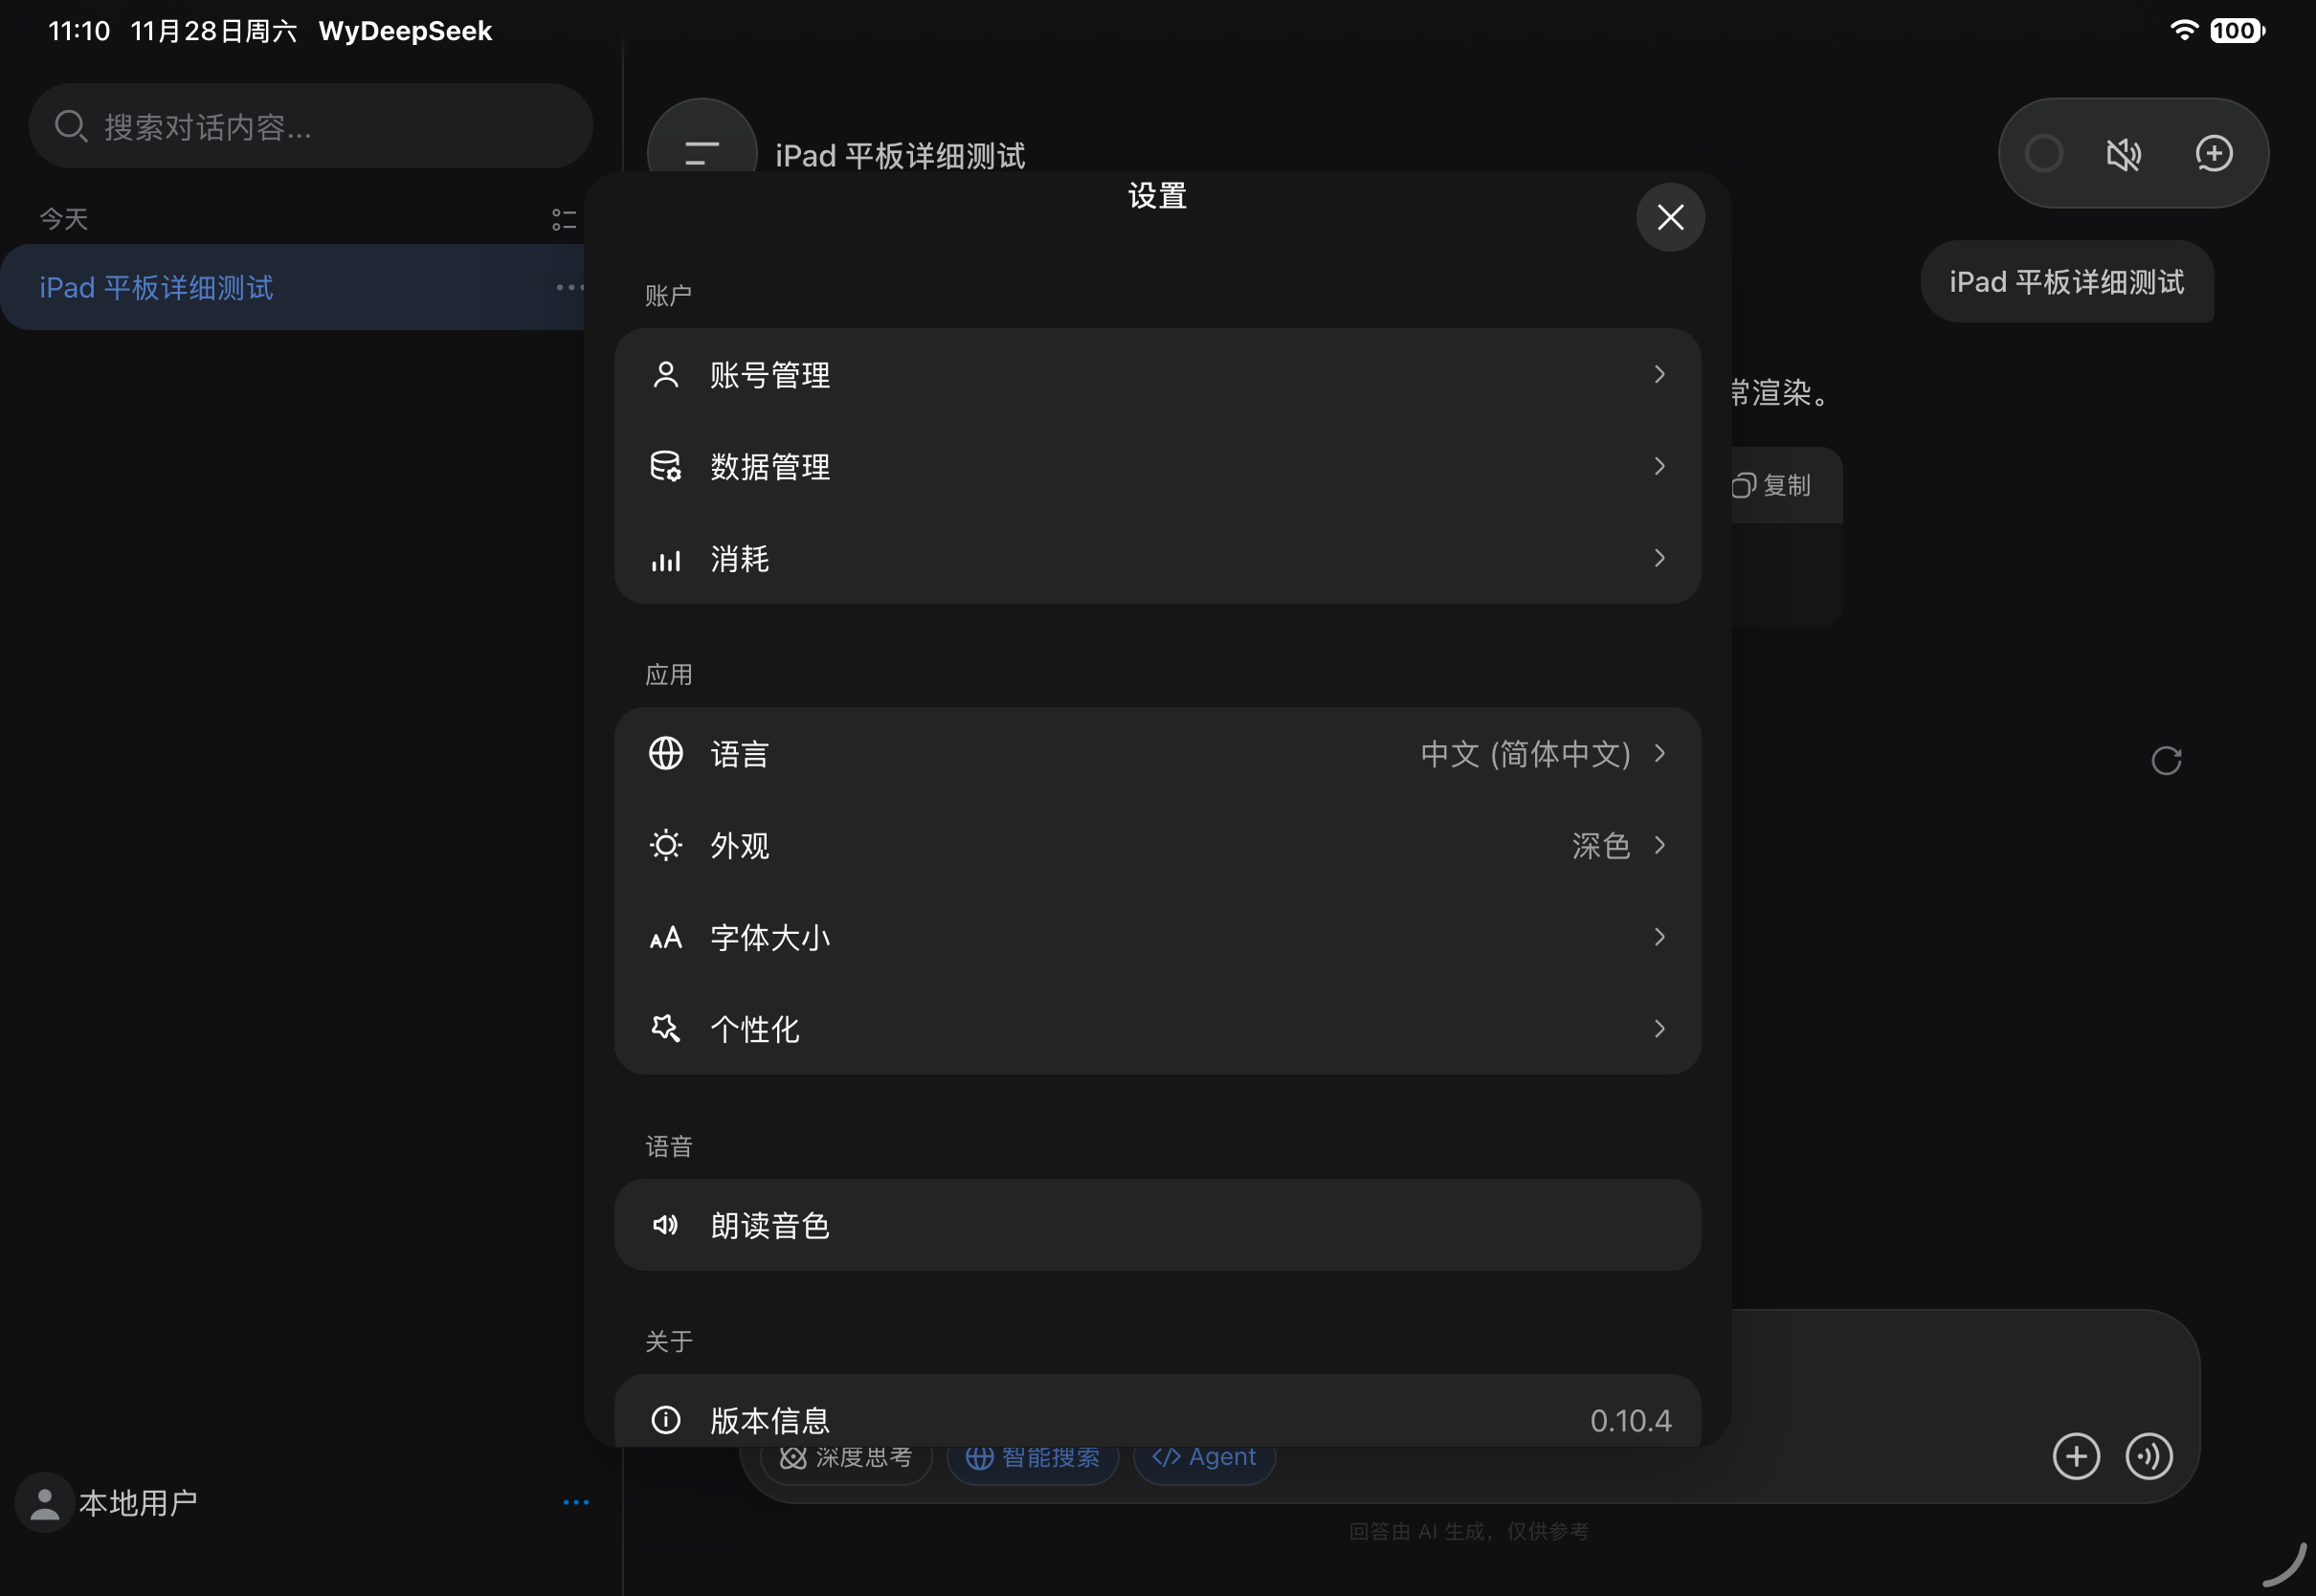 11:10 11月28日周六 WyDeepSeek
100
搜索对话内容...
今天
iPad 平板详细测试
本地用户
iPad 平板详细测试
iPad 平板详细测试
常渲染。
复制
设置
账户
账号管理
数据管理
消耗
应用
语言 中文 (简体中文)
外观 深色
字体大小
个性化
语音
朗读音色
关于
版本信息 0.10.4
深度思考 智能搜索 Agent
回答由 AI 生成，仅供参考